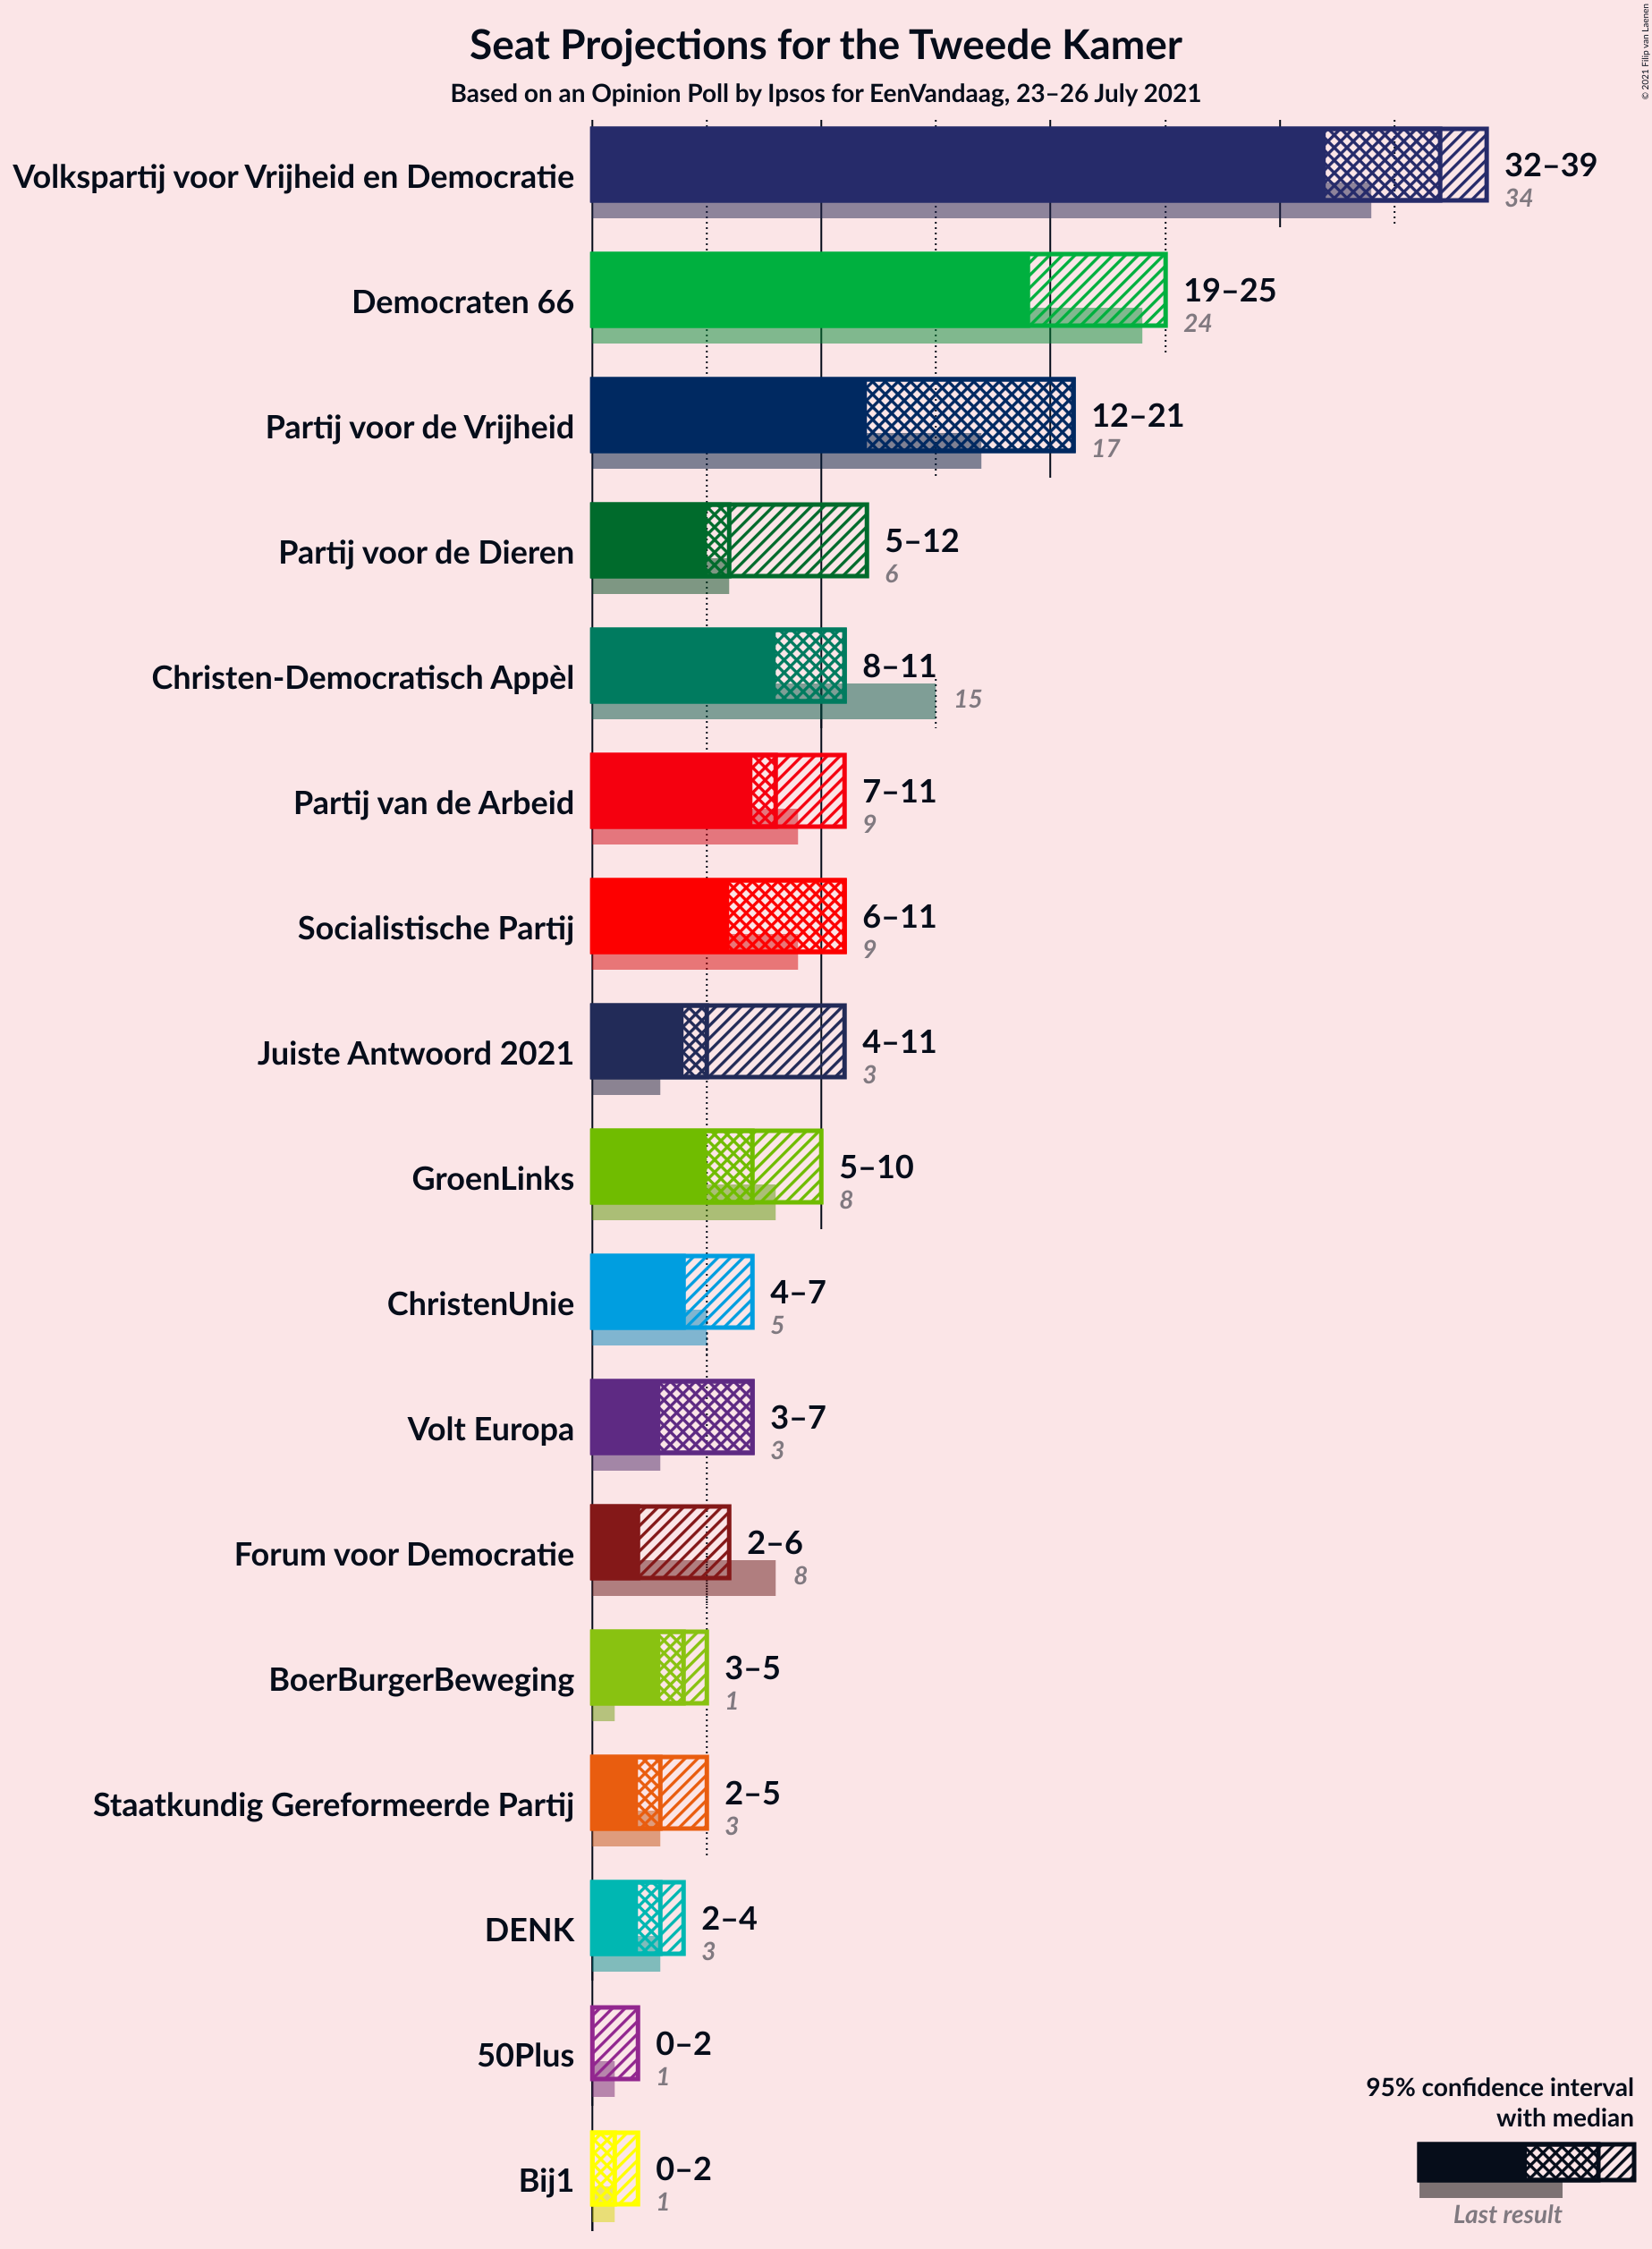 Seat Projections for the Tweede Kamer
Based on an Opinion Poll by Ipsos for EenVandaag, 23–26 July 2021
© 2021 Filip van Laenen
Volkspartij voor Vrijheid en Democratie
32–39
34
Democraten 66
19–25
24
Partij voor de Vrijheid
12–21
17
Partij voor de Dieren
5–12
6
Christen-Democratisch Appèl
8–11
15
Partij van de Arbeid
7–11
9
Socialistische Partij
6–11
9
Juiste Antwoord 2021
4–11
3
GroenLinks
5–10
8
ChristenUnie
4–7
5
Volt Europa
3–7
3
Forum voor Democratie
2–6
8
BoerBurgerBeweging
3–5
1
Staatkundig Gereformeerde Partij
2–5
3
DENK
2–4
3
50Plus
0–2
1
Bij1
0–2
1
95% confidence interval
with median
Last result